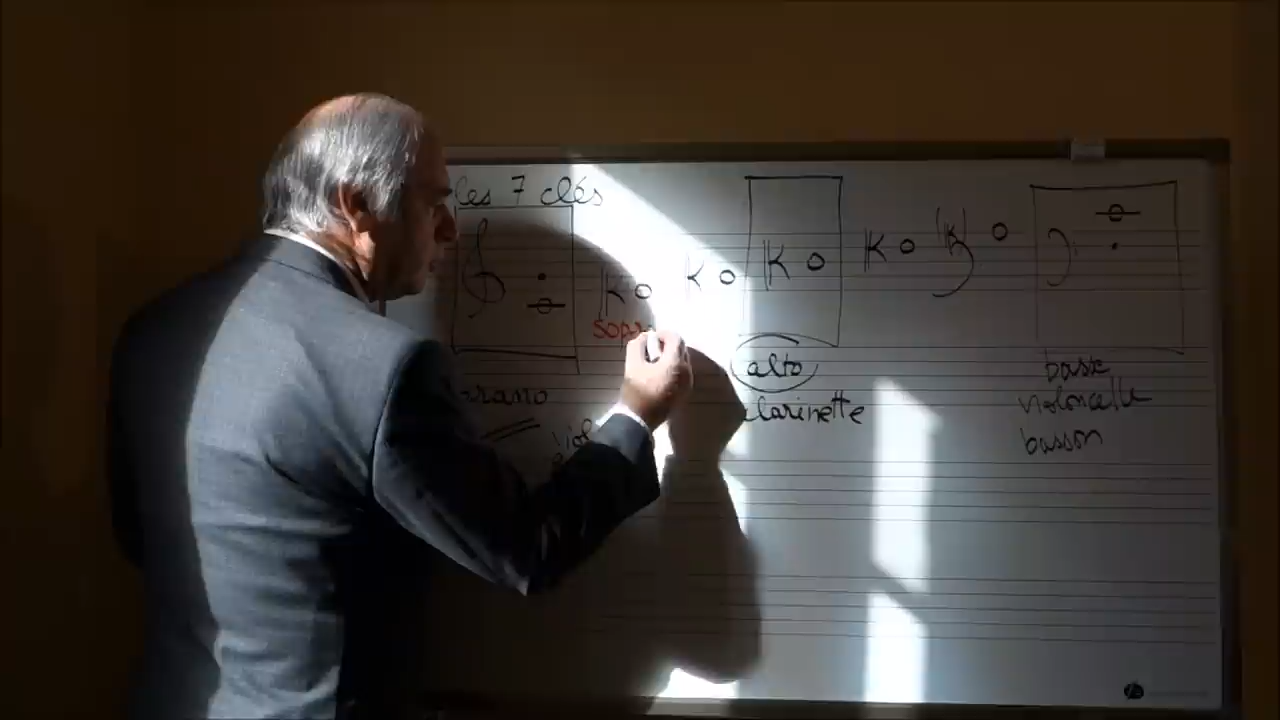 les 7 clés
sopr
alto
clarinette
basse
violoncelle
basson